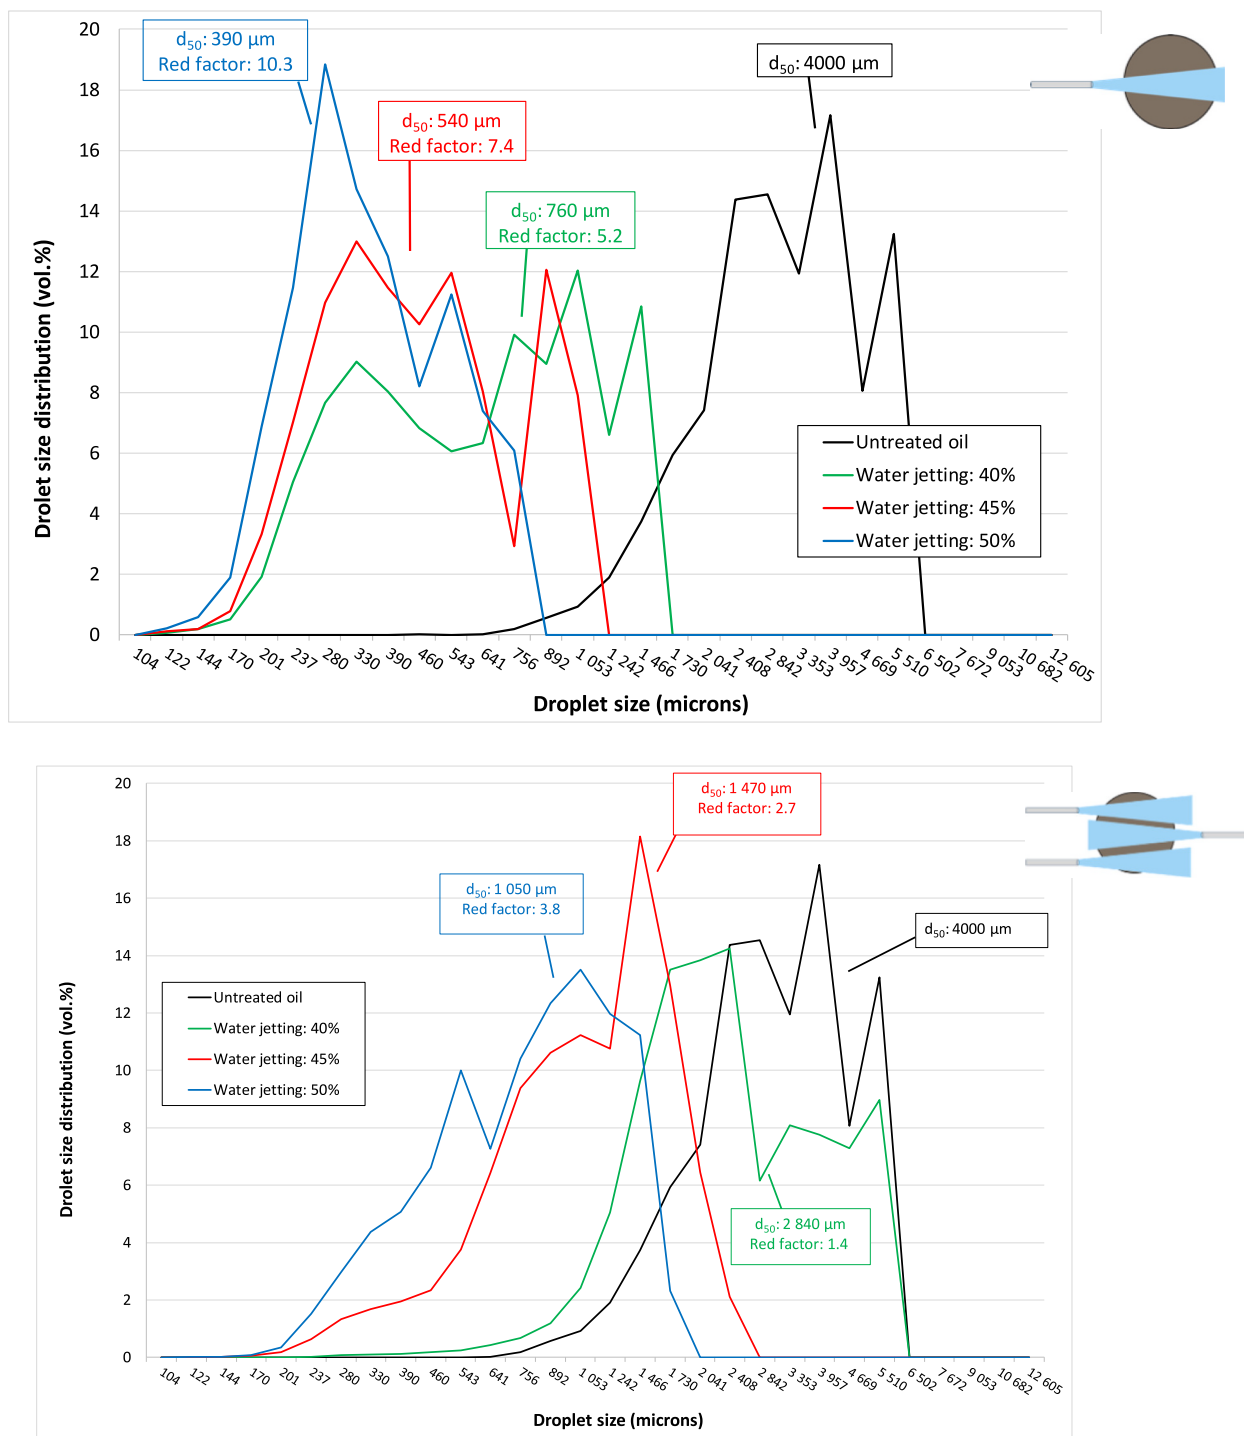 20
18
16
14
12
10
8
6
4
2
0
Drolet size distribution (vol.%)
d50: 390 µm
Red factor: 10.3
d50: 540 µm
Red factor: 7.4
d50: 760 µm
Red factor: 5.2
d50: 4000 µm
Untreated oil
Water jetting: 40%
Water jetting: 45%
Water jetting: 50%
104 122 144 170 201 237 280 330 390 460 543 641 756 892 1 053 1 242 1 466 1 730 2 041 2 408 2 842 3 353 3 957 4 669 5 510 6 502 7 672 9 053 10 682 12 605
Droplet size (microns)
20
18
16
14
12
10
8
6
4
2
0
Drolet size distribution (vol.%)
d50: 1 470 µm
Red factor: 2.7
d50: 1 050 µm
Red factor: 3.8
d50: 4000 µm
Untreated oil
Water jetting: 40%
Water jetting: 45%
Water jetting: 50%
d50: 2 840 µm
Red factor: 1.4
104 122 144 170 201 237 280 330 390 460 543 641 756 892 1 053 1 242 1 466 1 730 2 041 2 408 2 842 3 353 3 957 4 669 5 510 6 502 7 672 9 053 10 682 12 605
Droplet size (microns)